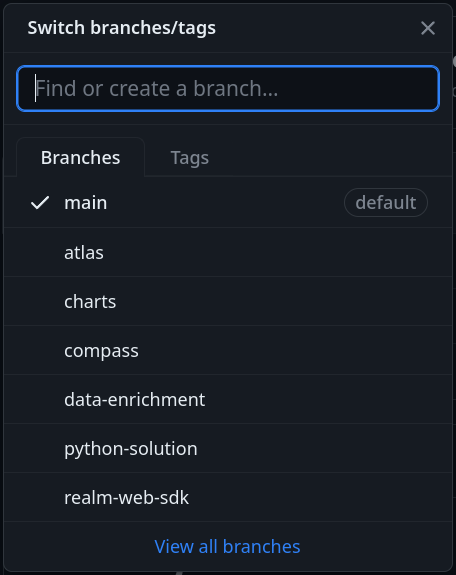 Switch branches/tags
Find or create a branch...
Branches Tags
main default
atlas
charts
compass
data-enrichment
python-solution
realm-web-sdk
View all branches